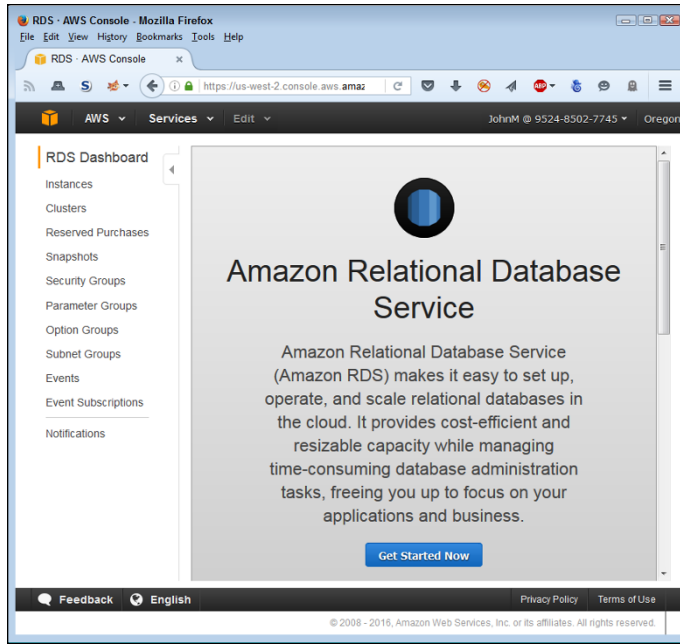 RDS · AWS Console - Mozilla Firefox
File Edit View History Bookmarks Tools Help
RDS · AWS Console
https://us-west-2.console.aws.amaz
ABP
AWS Services Edit JohnM @ 9524-8502-7745 Oregon
RDS Dashboard
Instances
Clusters
Reserved Purchases
Snapshots
Security Groups
Parameter Groups
Option Groups
Subnet Groups
Events
Event Subscriptions
Notifications
Amazon Relational Database
Service
Amazon Relational Database Service
(Amazon RDS) makes it easy to set up,
operate, and scale relational databases in
the cloud. It provides cost-efficient and
resizable capacity while managing
time-consuming database administration
tasks, freeing you up to focus on your
applications and business.
Get Started Now
Feedback English Privacy Policy Terms of Use
© 2008 - 2016, Amazon Web Services, Inc. or its affiliates. All rights reserved.